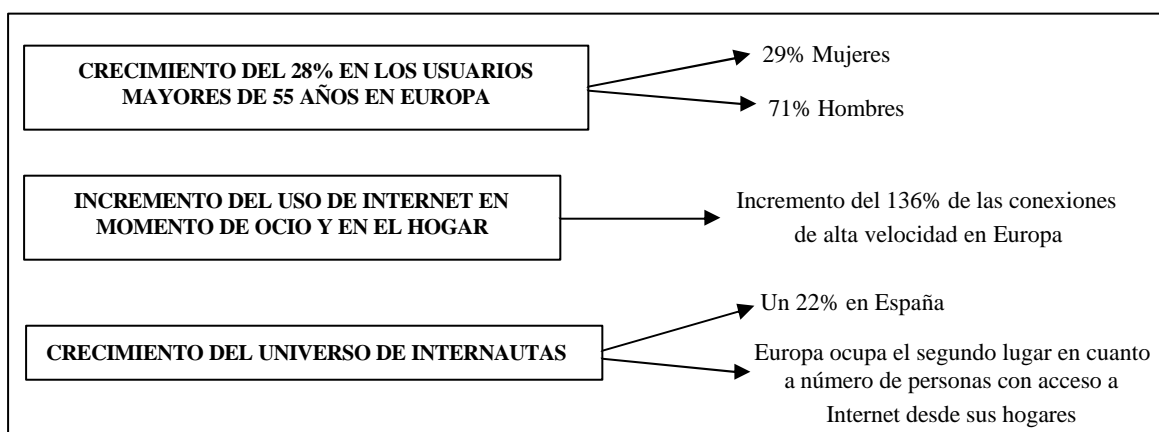 CRECIMIENTO DEL 28% EN LOS USUARIOS
MAYORES DE 55 AÑOS EN EUROPA
29% Mujeres
71% Hombres
INCREMENTO DEL USO DE INTERNET EN
MOMENTO DE OCIO Y EN EL HOGAR
Incremento del 136% de las conexiones
de alta velocidad en Europa
CRECIMIENTO DEL UNIVERSO DE INTERNAUTAS
Un 22% en España
Europa ocupa el segundo lugar en cuanto
a número de personas con acceso a
Internet desde sus hogares